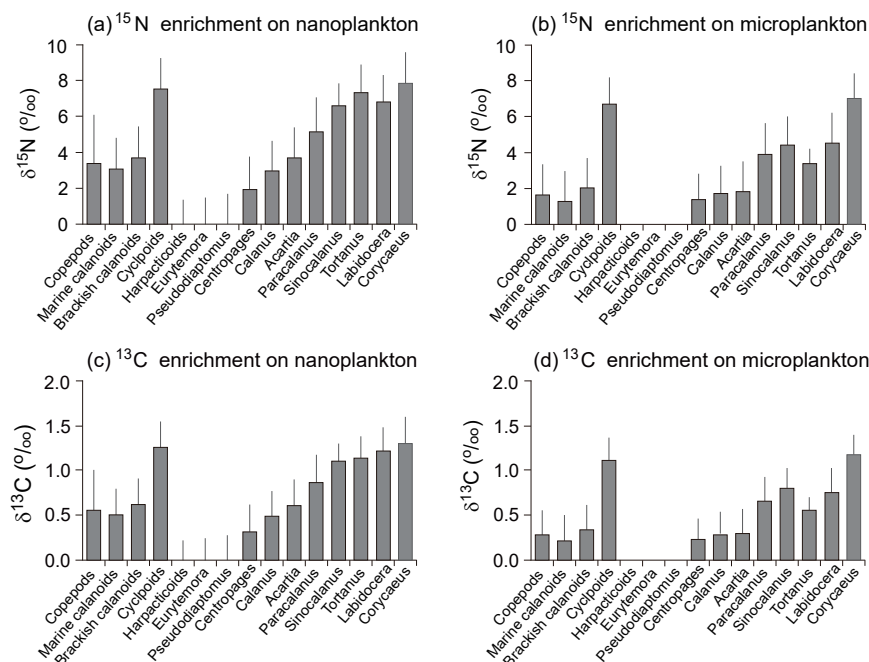 (a) ¹⁵N enrichment on nanoplankton
δ¹⁵N (‰)
10
8
6
4
2
0
Copepods
Marine calanoids
Brackish calanoids
Cyclpoids
Harpacticoids
Eurytemora
Pseudodiaptomus
Centropages
Calanus
Acartia
Paracalanus
Sinocalanus
Tortanus
Labidocera
Corycaeus
(b) ¹⁵N enrichment on microplankton
δ¹⁵N (‰)
10
8
6
4
2
0
Copepods
Marine calanoids
Brackish calanoids
Cyclpoids
Harpacticoids
Eurytemora
Pseudodiaptomus
Centropages
Calanus
Acartia
Paracalanus
Sinocalanus
Tortanus
Labidocera
Corycaeus
(c) ¹³C enrichment on nanoplankton
δ¹³C (‰)
2.0
1.5
1.0
0.5
0.0
Copepods
Marine calanoids
Brackish calanoids
Cyclpoids
Harpacticoids
Eurytemora
Pseudodiaptomus
Centropages
Calanus
Acartia
Paracalanus
Sinocalanus
Tortanus
Labidocera
Corycaeus
(d) ¹³C enrichment on microplankton
δ¹³C (‰)
2.0
1.5
1.0
0.5
0.0
Copepods
Marine calanoids
Brackish calanoids
Cyclpoids
Harpacticoids
Eurytemora
Pseudodiaptomus
Centropages
Calanus
Acartia
Paracalanus
Sinocalanus
Tortanus
Labidocera
Corycaeus